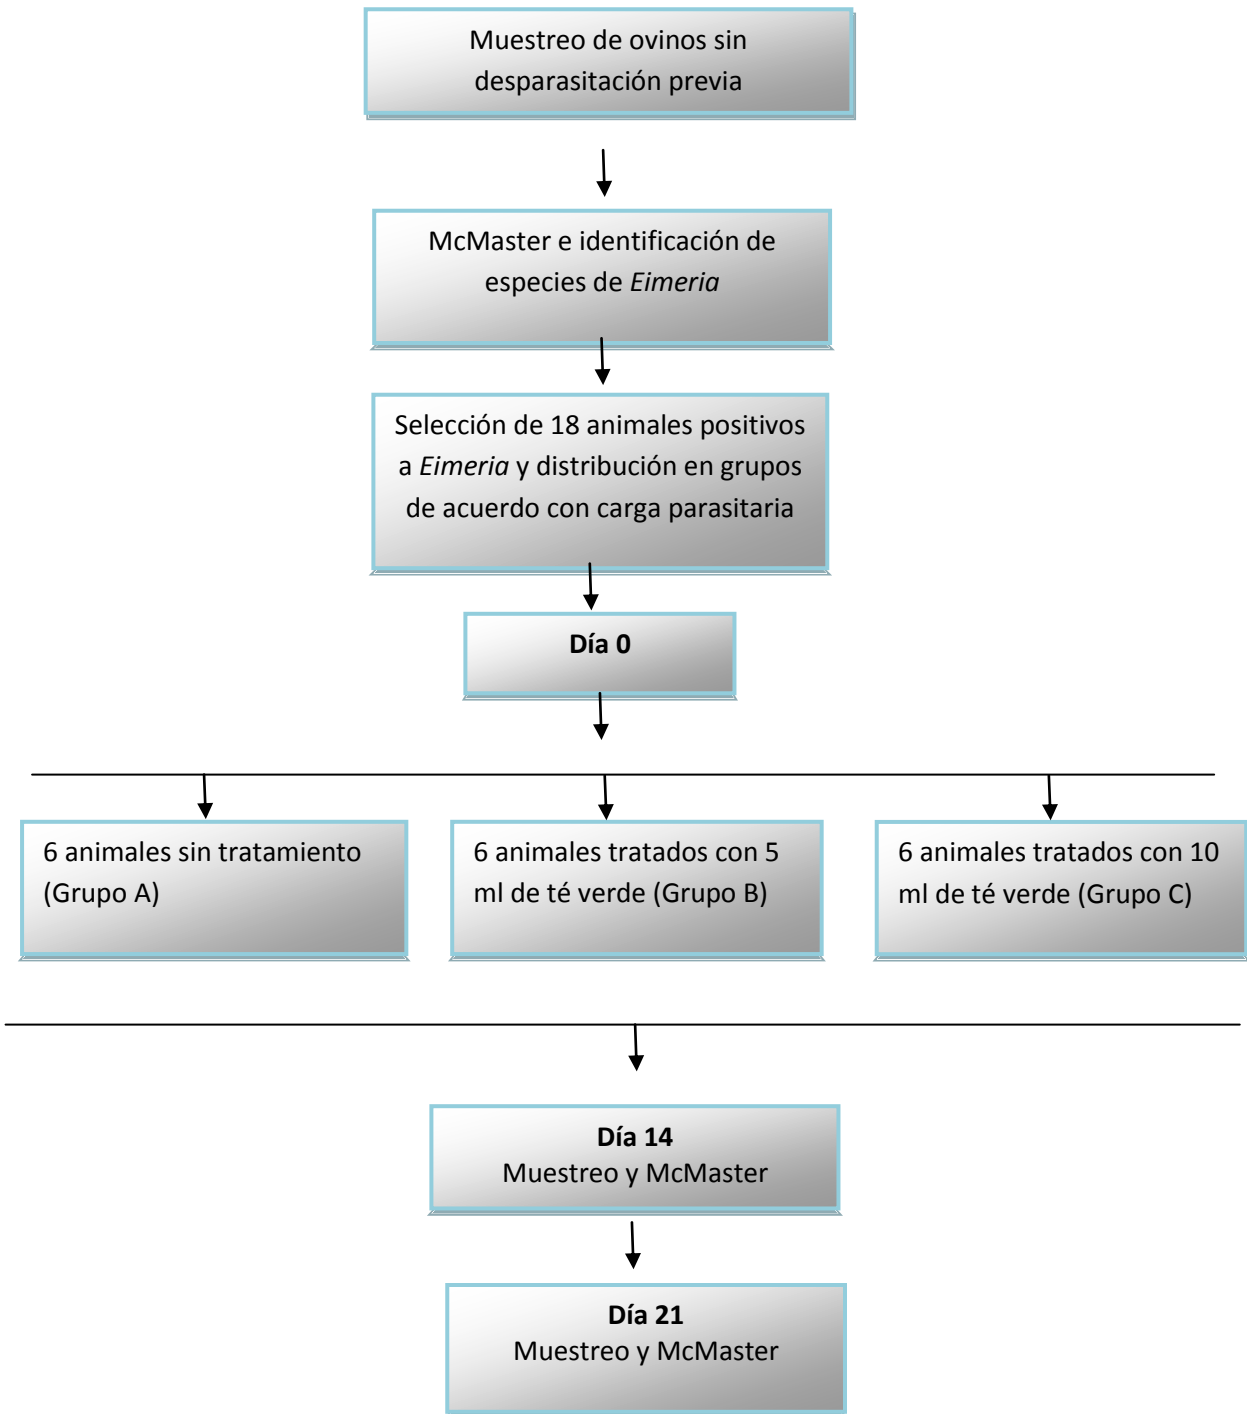 Muestreo de ovinos sin
desparasitación previa
McMaster e identificación de
especies de Eimeria
Selección de 18 animales positivos
a Eimeria y distribución en grupos
de acuerdo con carga parasitaria
Día 0
6 animales sin tratamiento
(Grupo A)
6 animales tratados con 5
ml de té verde (Grupo B)
6 animales tratados con 10
ml de té verde (Grupo C)
Día 14
Muestreo y McMaster
Día 21
Muestreo y McMaster